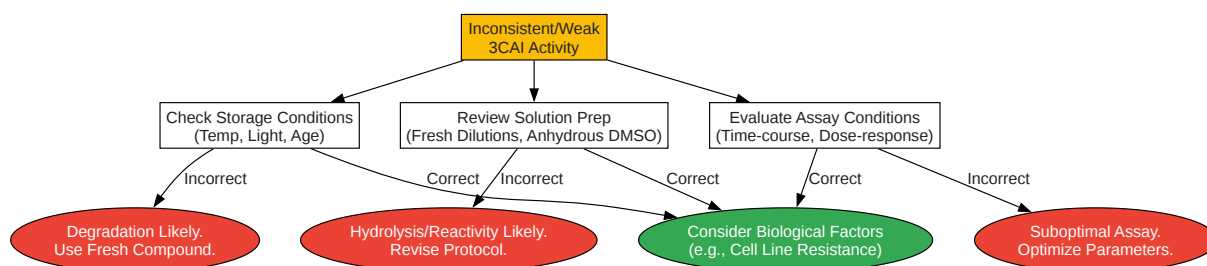 Inconsistent/Weak
3CAI Activity
Check Storage Conditions
(Temp, Light, Age)
Review Solution Prep
(Fresh Dilutions, Anhydrous DMSO)
Evaluate Assay Conditions
(Time-course, Dose-response)
Incorrect
Correct
Incorrect
Correct
Correct
Incorrect
Degradation Likely.
Use Fresh Compound.
Hydrolysis/Reactivity Likely.
Revise Protocol.
Consider Biological Factors
(e.g., Cell Line Resistance)
Suboptimal Assay.
Optimize Parameters.